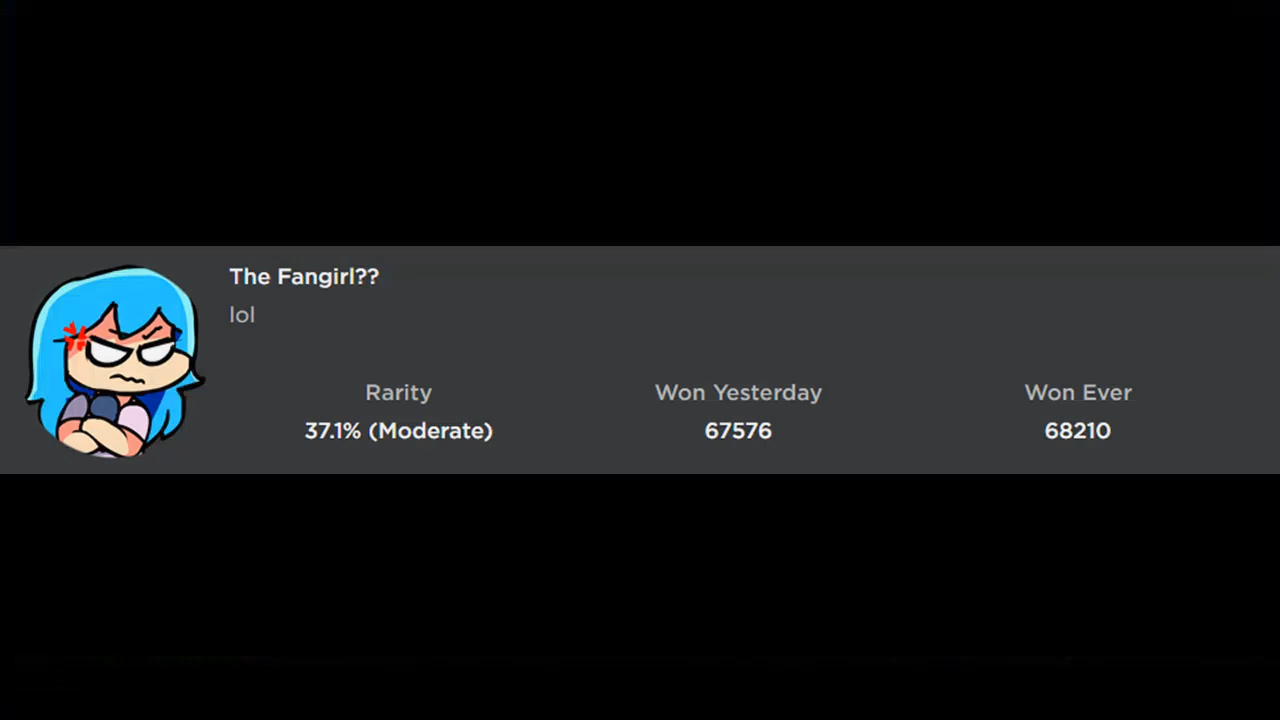 The Fangirl??
lol
Rarity Won Yesterday Won Ever
37.1% (Moderate) 67576 68210